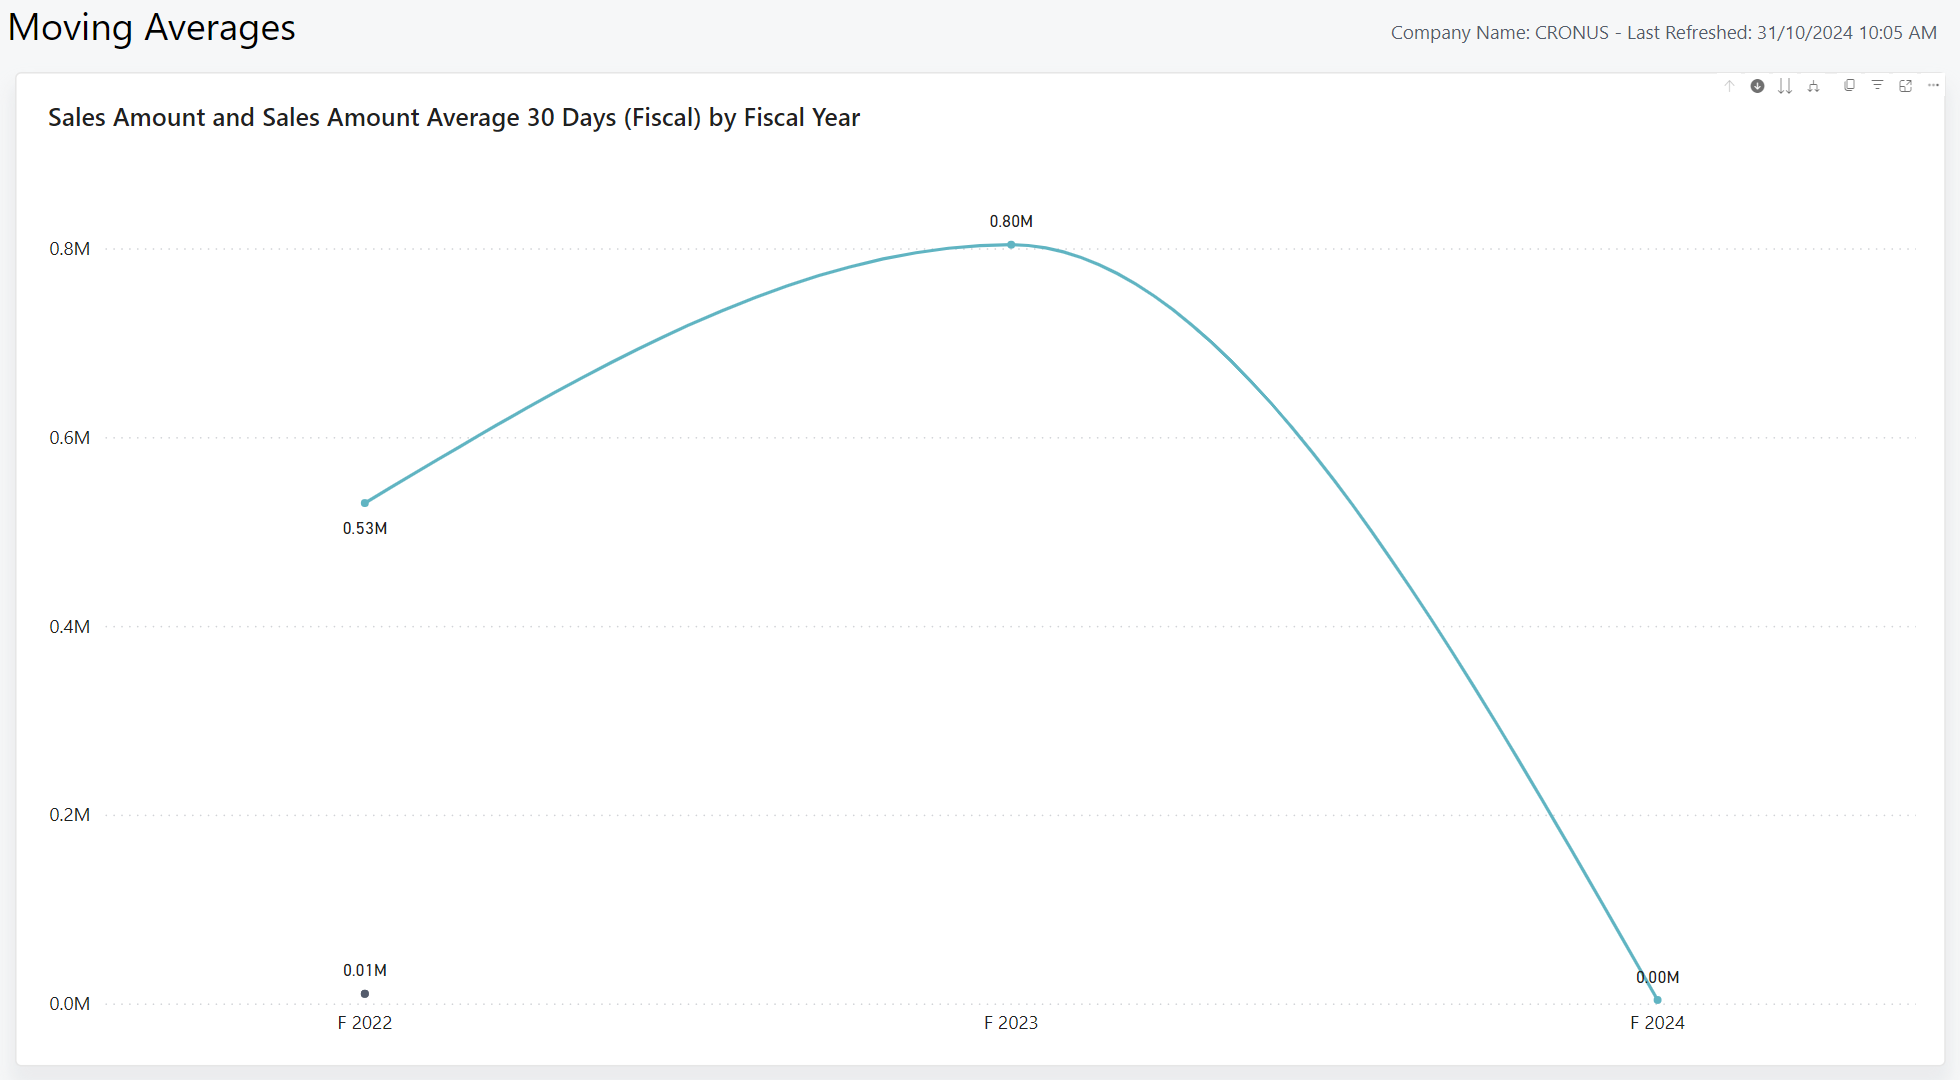 Moving Averages
Company Name: CRONUS - Last Refreshed: 31/10/2024 10:05 AM
Sales Amount and Sales Amount Average 30 Days (Fiscal) by Fiscal Year
0.80M
0.8M
0.6M
0.53M
0.4M
0.2M
0.01M
0.00M
0.0M
F 2022
F 2023
F 2024